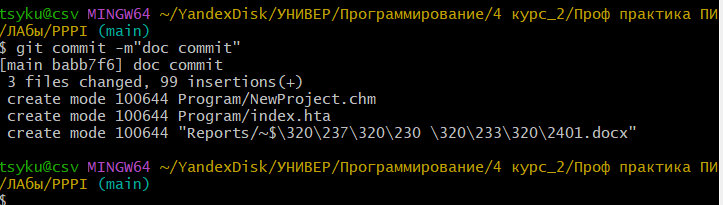 tsyku@csv MINGW64 ~/YandexDisk/УНИВЕР/Программирование/4 курс_2/Проф практика ПИ
/ЛАбы/PPPI (main)
$ git commit -m"doc commit"
[main babb7f6] doc commit
 3 files changed, 99 insertions(+)
 create mode 100644 Program/NewProject.chm
 create mode 100644 Program/index.hta
 create mode 100644 "Reports/~$\320\237\320\230 \320\233\320\2401.docx"

tsyku@csv MINGW64 ~/YandexDisk/УНИВЕР/Программирование/4 курс_2/Проф практика ПИ
/ЛАбы/PPPI (main)
$